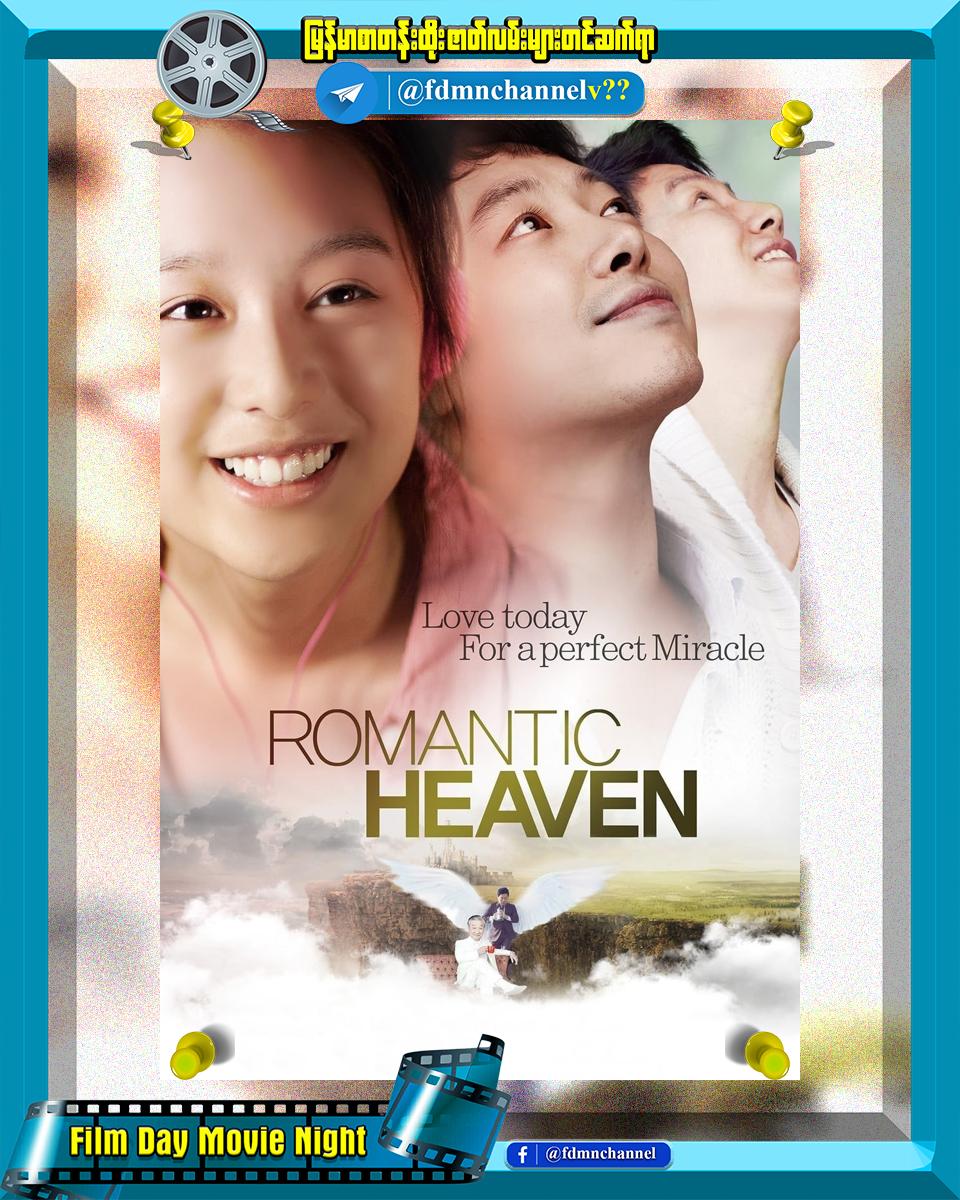 မြန်မာစာတန်းထိုးဇာတ်လမ်းများတင်ဆက်ရာ
@fdmnchannelv??
Love today
For a perfect Miracle
ROMANTIC
HEAVEN
Film Day Movie Night
@fdmnchannel